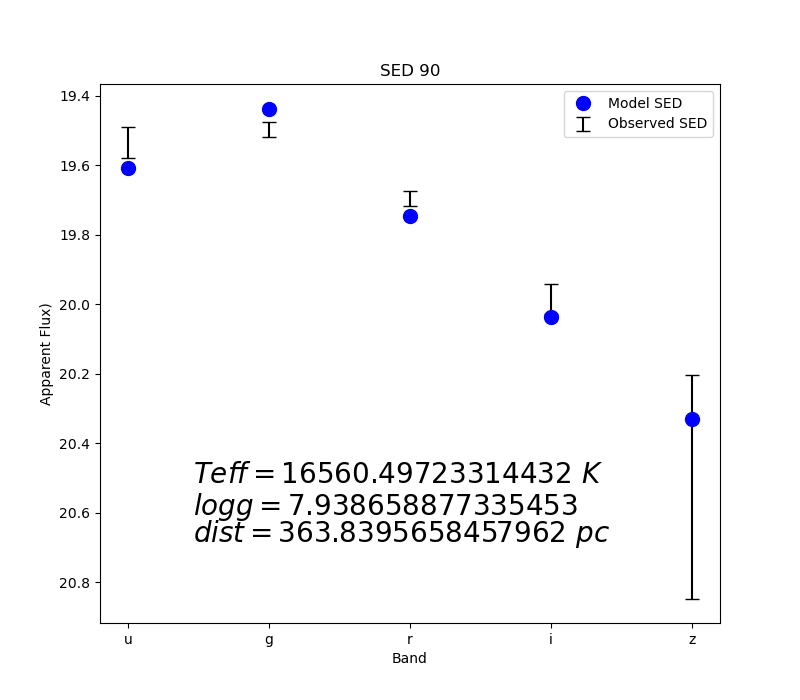 SED 90
Model SED
Observed SED
19.4
19.6
19.8
20.0
20.2
20.4
20.6
20.8
Apparent Flux)
Teff = 16560.49723314432 K
logg = 7.938658877335453
dist = 363.8395658457962 pc
u g r i z
Band